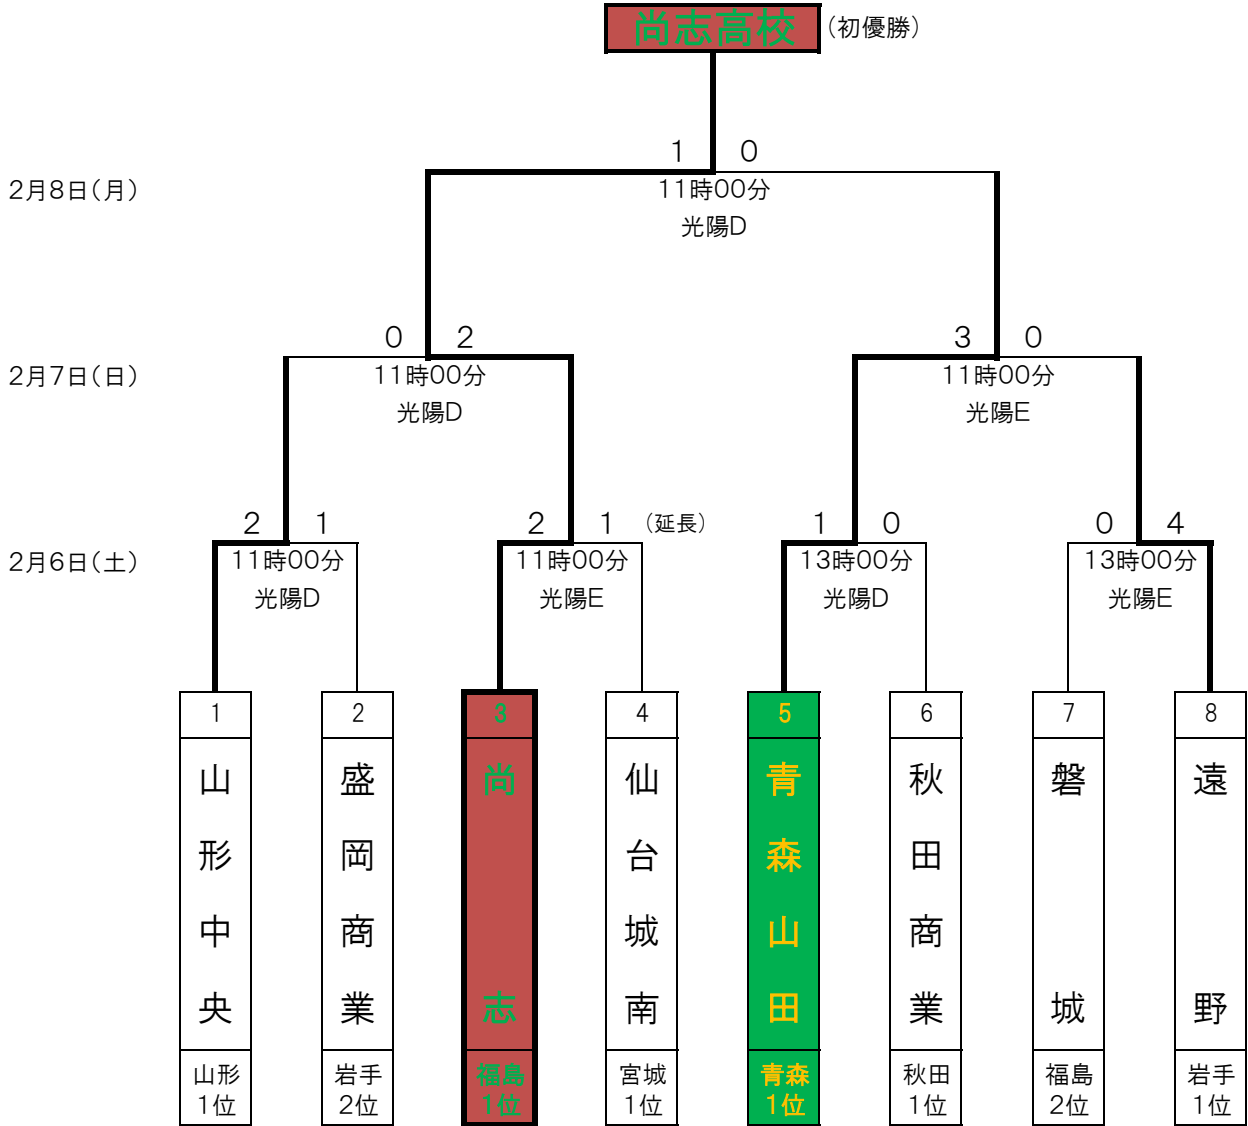 尚志高校 (初優勝)
1 0
2月8日(月) 11時00分
光陽D
0 2 3 0
2月7日(日) 11時00分 11時00分
光陽D 光陽E
2 1 2 1 (延長) 1 0 0 4
2月6日(土) 11時00分 11時00分 13時00分 13時00分
光陽D 光陽E 光陽D 光陽E
1 2 3 4 5 6 7 8
山形中央
盛岡商業
尚志
仙台城南
青森山田
秋田商業
磐城
遠野
山形 岩手 福島 宮城 青森 秋田 福島 岩手
1位 2位 1位 1位 1位 1位 2位 1位